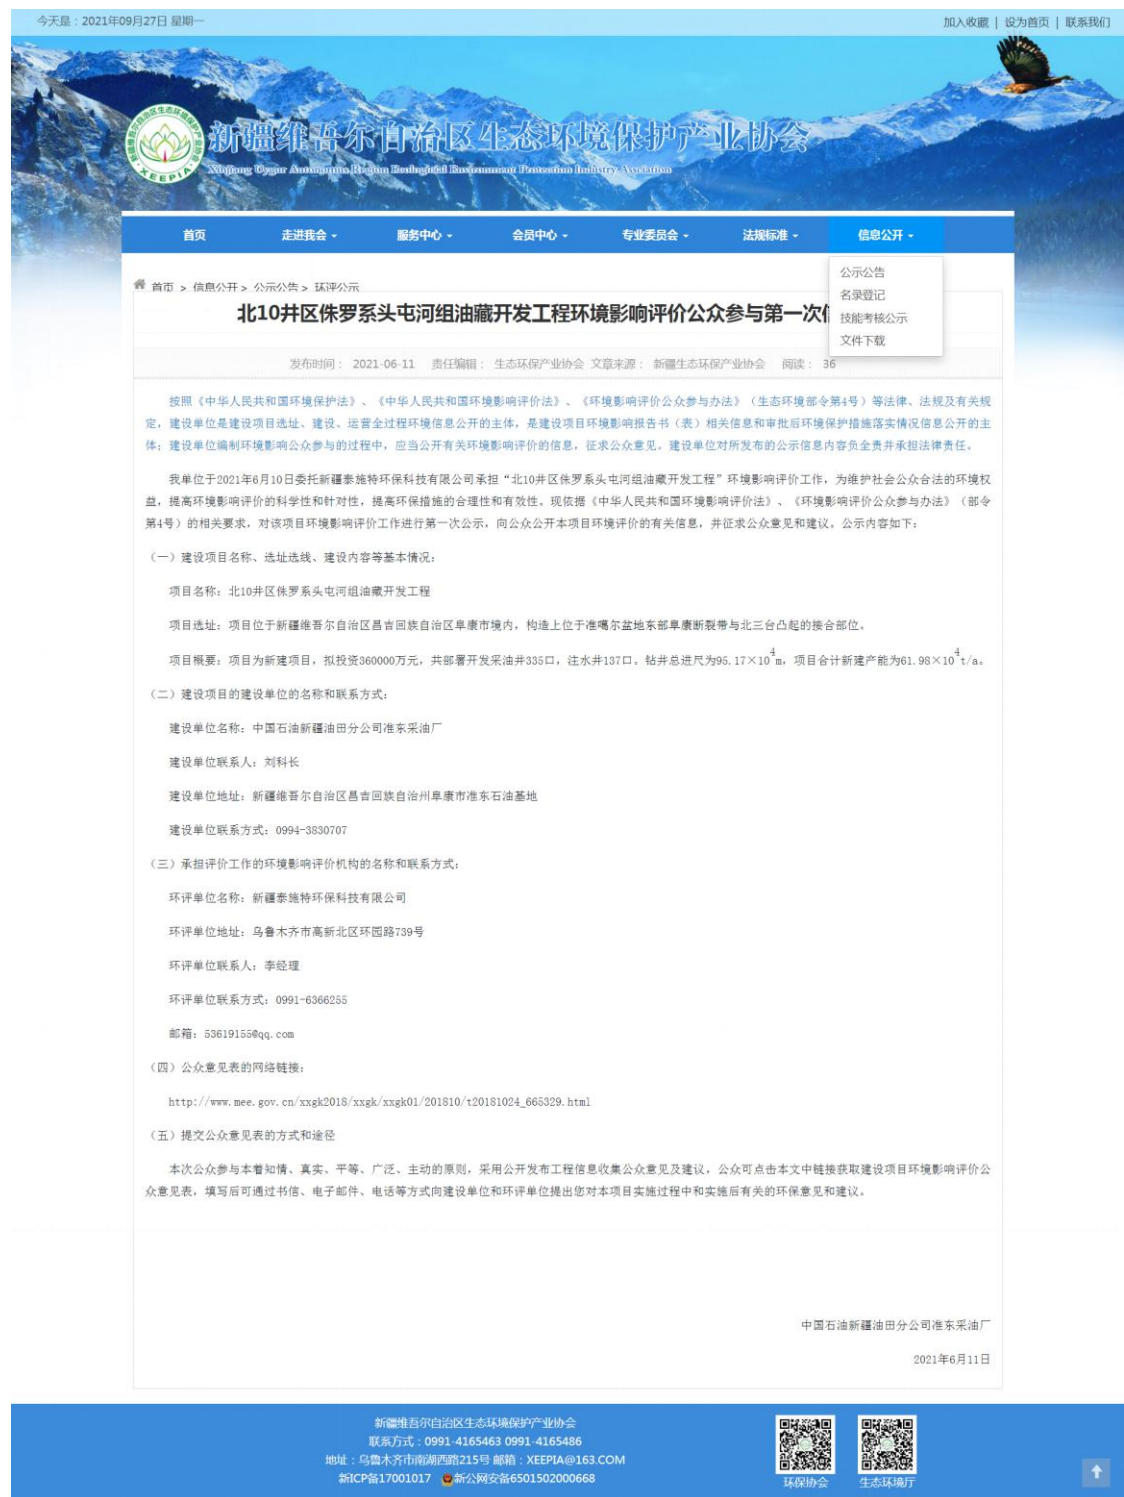 今天是：2021年09月27日 星期一
加入收藏 | 设为首页 | 联系我们
新疆维吾尔自治区生态环境保护产业协会
Xinjiang Uygur Autonomous Region Ecological Environment Protection Industry
XEEPIA
首页 走进我会 服务中心 会员中心 专业委员会 法规标准 信息公开
公示公告
名录登记
技能考核公示
文件下载
首页 > 信息公开 > 公示公告 > 环评公示
北10井区侏罗系头屯河组油藏开发工程环境影响评价公众参与第一次
发布时间： 2021-06-11 责任编辑： 生态环保产业协会 文章来源： 新疆生态环保产业协会 阅读： 36
按照《中华人民共和国环境保护法》、《中华人民共和国环境影响评价法》、《环境影响评价公众参与办法》（生态环境部令第4号）等法律、法规及有关规
定，建设单位是建设项目选址、建设、运营全过程环境信息公开的主体，是建设项目环境影响报告书（表）相关信息和审批后环境保护措施落实情况信息公开的主
体；建设单位编制环境影响公众参与的过程中，应当公开有关环境影响评价的信息，征求公众意见。建设单位对所发布的公示信息内容负全责并承担法律责任。
我单位于2021年6月10日委托新疆泰施特环保科技有限公司承担“北10井区侏罗系头屯河组油藏开发工程”环境影响评价工作，为维护社会公众合法的环境权
益，提高环境影响评价的科学性和针对性，提高环保措施的合理性和有效性。现依据《中华人民共和国环境影响评价法》、《环境影响评价公众参与办法》（部令
第4号）的相关要求，对该项目环境影响评价工作进行第一次公示，向公众公开本项目环境评价的有关信息，并征求公众意见和建议。公示内容如下：
（一）建设项目名称、选址选线、建设内容等基本情况：
项目名称：北10井区侏罗系头屯河组油藏开发工程
项目选址：项目位于新疆维吾尔自治区昌吉回族自治区阜康市境内，构造上位于准噶尔盆地东部阜康断裂带与北三台凸起的接合部位。
项目概要：项目为新建项目，拟投资360000万元，共部署开发采油井335口，注水井137口。钻井总进尺为95.17×10⁴m，项目合计新建产能为61.98×10⁴t/a。
（二）建设项目的建设单位的名称和联系方式：
建设单位名称：中国石油新疆油田分公司准东采油厂
建设单位联系人：刘科长
建设单位地址：新疆维吾尔自治区昌吉回族自治州阜康市准东石油基地
建设单位联系方式：0994-3830707
（三）承担评价工作的环境影响评价机构的名称和联系方式：
环评单位名称：新疆泰施特环保科技有限公司
环评单位地址：乌鲁木齐市高新北区环园路739号
环评单位联系人：李经理
环评单位联系方式：0991-6366255
邮箱：53619155@qq.com
（四）公众意见表的网络链接：
http://www.mee.gov.cn/xxgk2018/xxgk/xxgk01/201810/t20181024_665329.html
（五）提交公众意见表的方式和途径
本次公众参与本着知情、真实、平等、广泛、主动的原则，采用公开发布工程信息收集公众意见及建议，公众可点击本文中链接获取建设项目环境影响评价公
众意见表，填写后可通过书信、电子邮件、电话等方式向建设单位和环评单位提出您对本项目实施过程中和实施后有关的环保意见和建议。
中国石油新疆油田分公司准东采油厂
2021年6月11日
新疆维吾尔自治区生态环境保护产业协会
联系方式：0991-4165463 0991-4165486
地址：乌鲁木齐市南湖西路215号 邮箱：XEEPIA@163.COM
新ICP备17001017 新公网安备6501502000668
环保协会 生态环境厅